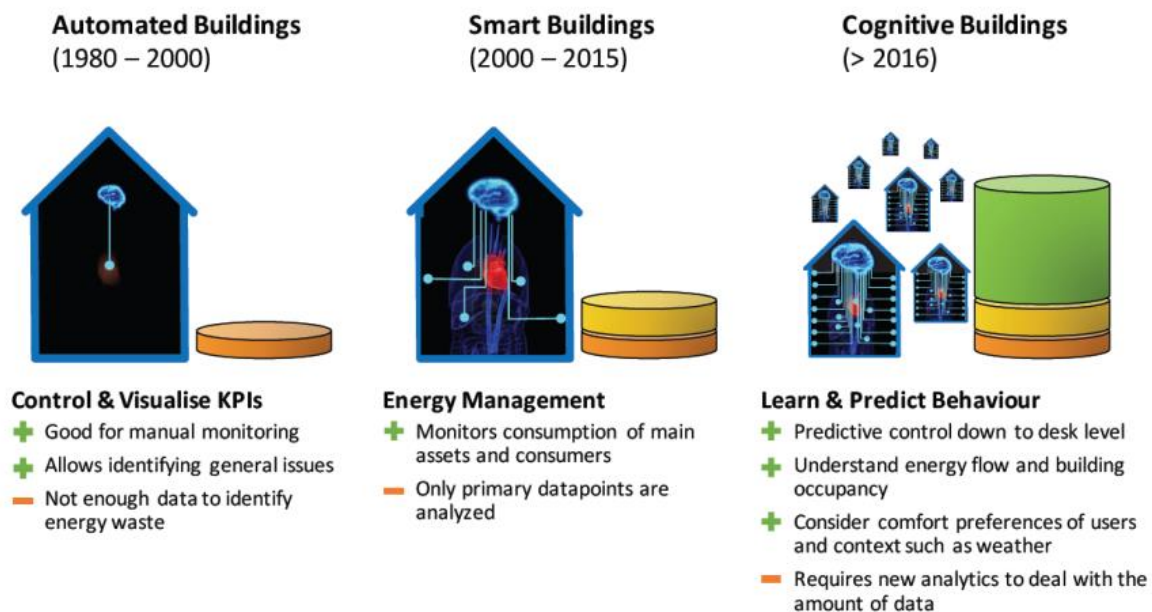 Automated Buildings
(1980 – 2000)
Smart Buildings
(2000 – 2015)
Cognitive Buildings
(> 2016)
Control & Visualise KPIs
Good for manual monitoring
Allows identifying general issues
Not enough data to identify
energy waste
Energy Management
Monitors consumption of main
assets and consumers
Only primary datapoints are
analyzed
Learn & Predict Behaviour
Predictive control down to desk level
Understand energy flow and building
occupancy
Consider comfort preferences of users
and context such as weather
Requires new analytics to deal with the
amount of data